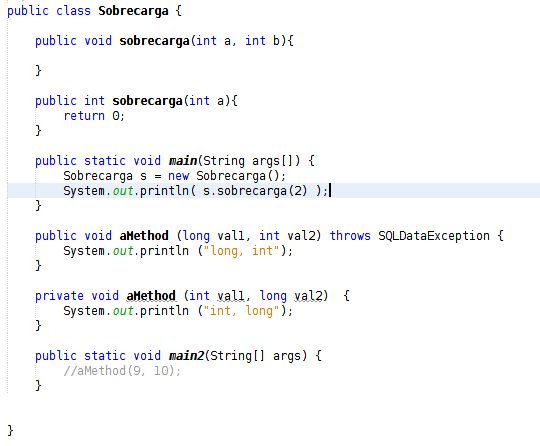 public class Sobrecarga {
public void sobrecarga(int a, int b){
}
public int sobrecarga(int a){
return 0;
}
public static void main(String args[]) {
Sobrecarga s = new Sobrecarga();
System.out.println( s.sobrecarga(2) );
}
public void aMethod (long val1, int val2) throws SQLDataException {
System.out.println ("long, int");
}
private void aMethod (int val1, long val2)  {
System.out.println ("int, long");
}
public static void main2(String[] args) {
//aMethod(9, 10);
}
}